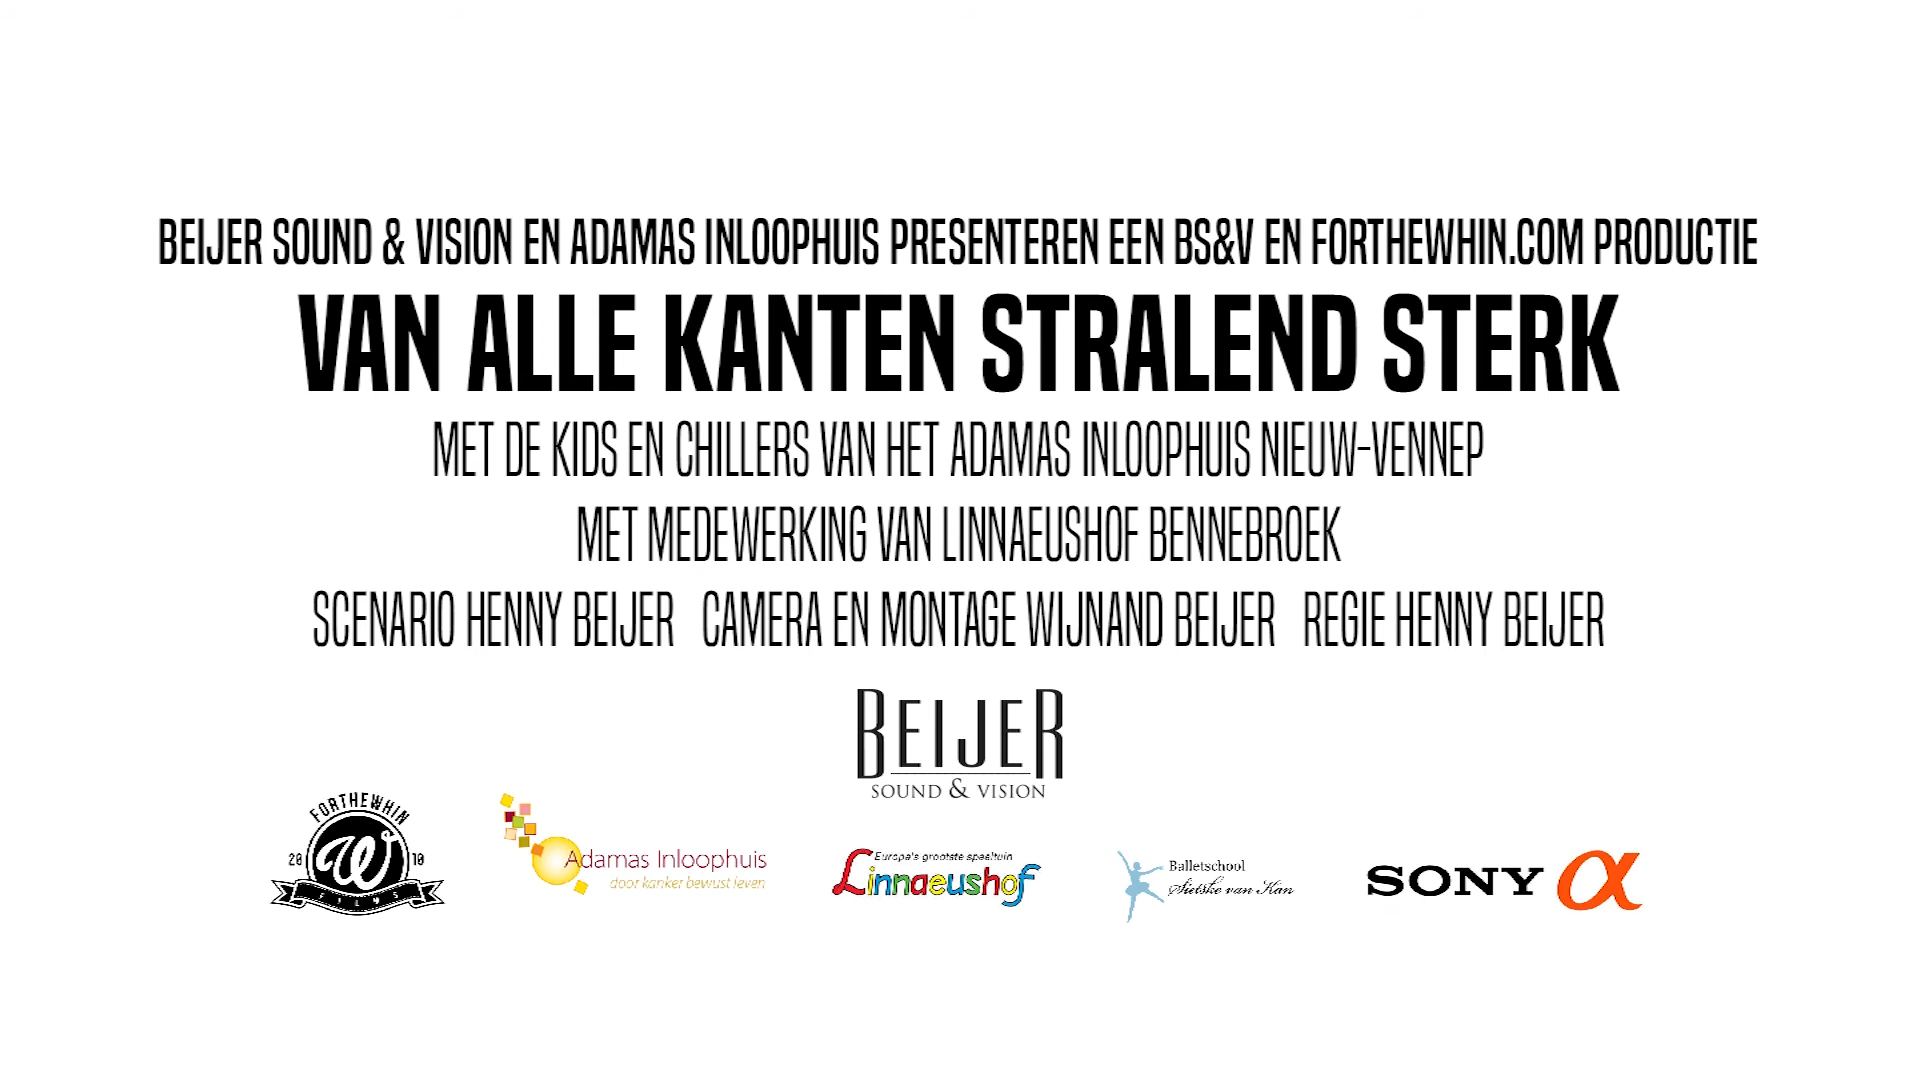 BEIJER SOUND & VISION EN ADAMAS INLOOPHUIS PRESENTEREN EEN BS&V EN FORTHEWHIN.COM PRODUCTIE
VAN ALLE KANTEN STRALEND STERK
MET DE KIDS EN CHILLERS VAN HET ADAMAS INLOOPHUIS NIEUW-VENNEP
MET MEDEWERKING VAN LINNAEUSHOF BENNEBROEK
SCENARIO HENNY BEIJER CAMERA EN MONTAGE WIJNAND BEIJER REGIE HENNY BEIJER
BEIJER
SOUND & VISION
FORTHEWHIN
20 W 10
FILMS
Adamas Inloophuis
door kanker bewust leven
Europa's grootste speeltuin
Linnaeushof
Balletschool
Sietske van Kan
SONY α